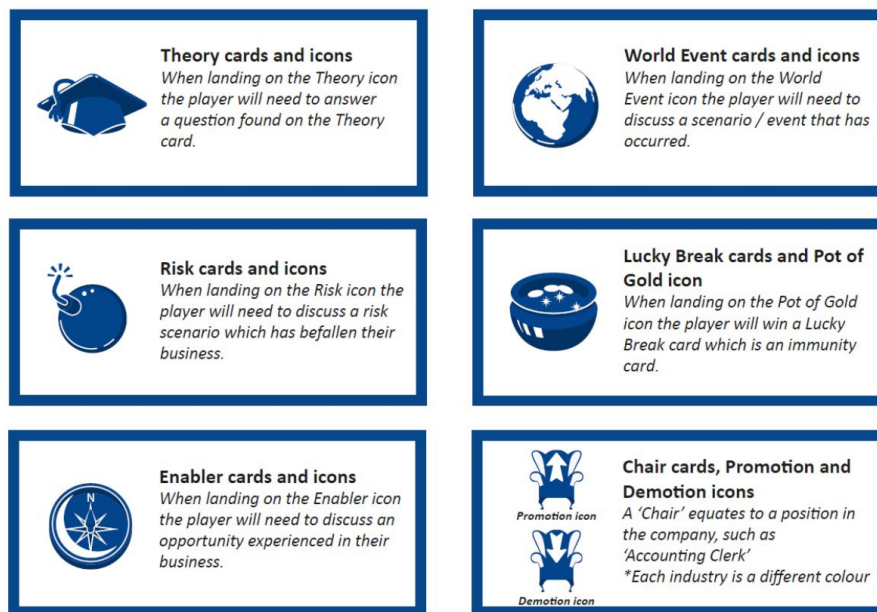 Theory cards and icons
When landing on the Theory icon
the player will need to answer
a question found on the Theory
card.
World Event cards and icons
When landing on the World
Event icon the player will need to
discuss a scenario / event that has
occurred.
Risk cards and icons
When landing on the Risk icon the
player will need to discuss a risk
scenario which has befallen their
business.
Lucky Break cards and Pot of
Gold icon
When landing on the Pot of Gold
icon the player will win a Lucky
Break card which is an immunity
card.
N
Enabler cards and icons
When landing on the Enabler icon
the player will need to discuss an
opportunity experienced in their
business.
Promotion icon
Demotion icon
Chair cards, Promotion and
Demotion icons
A ‘Chair’ equates to a position in
the company, such as
‘Accounting Clerk’
*Each industry is a different colour